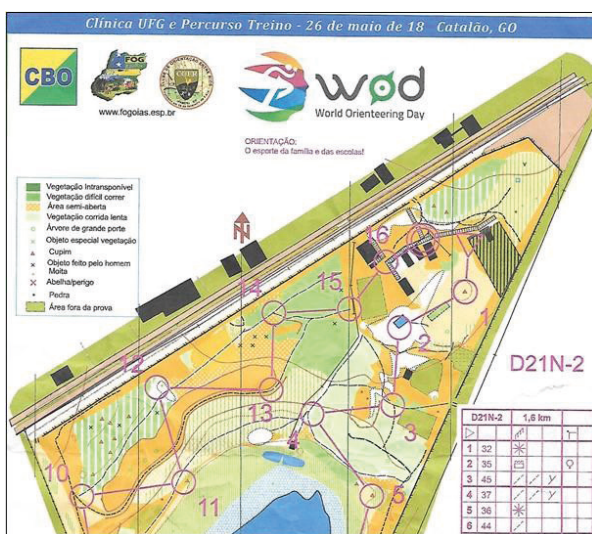 Clínica UFG e Percurso Treino - 26 de maio de 18 Catalão, GO
CBO
FOG
www.fogoias.esp.br
wod
World Orienteering Day
ORIENTAÇÃO:
O esporte da família e das escolas!
Vegetação Intransponível
Vegetação difícil correr
Área semi-aberta
Vegetação corrida lenta
Árvore de grande porte
Objeto especial vegetação
Cupim
Objeto feito pelo homem
Moita
Abelha/perigo
Pedra
Área fora da prova
N
16
15
14
1
2
12
13
3
4
10
11
5
D21N-2
D21N-2 1,6 km
1 32
2 35
3 45
4 37
5 36
6 44